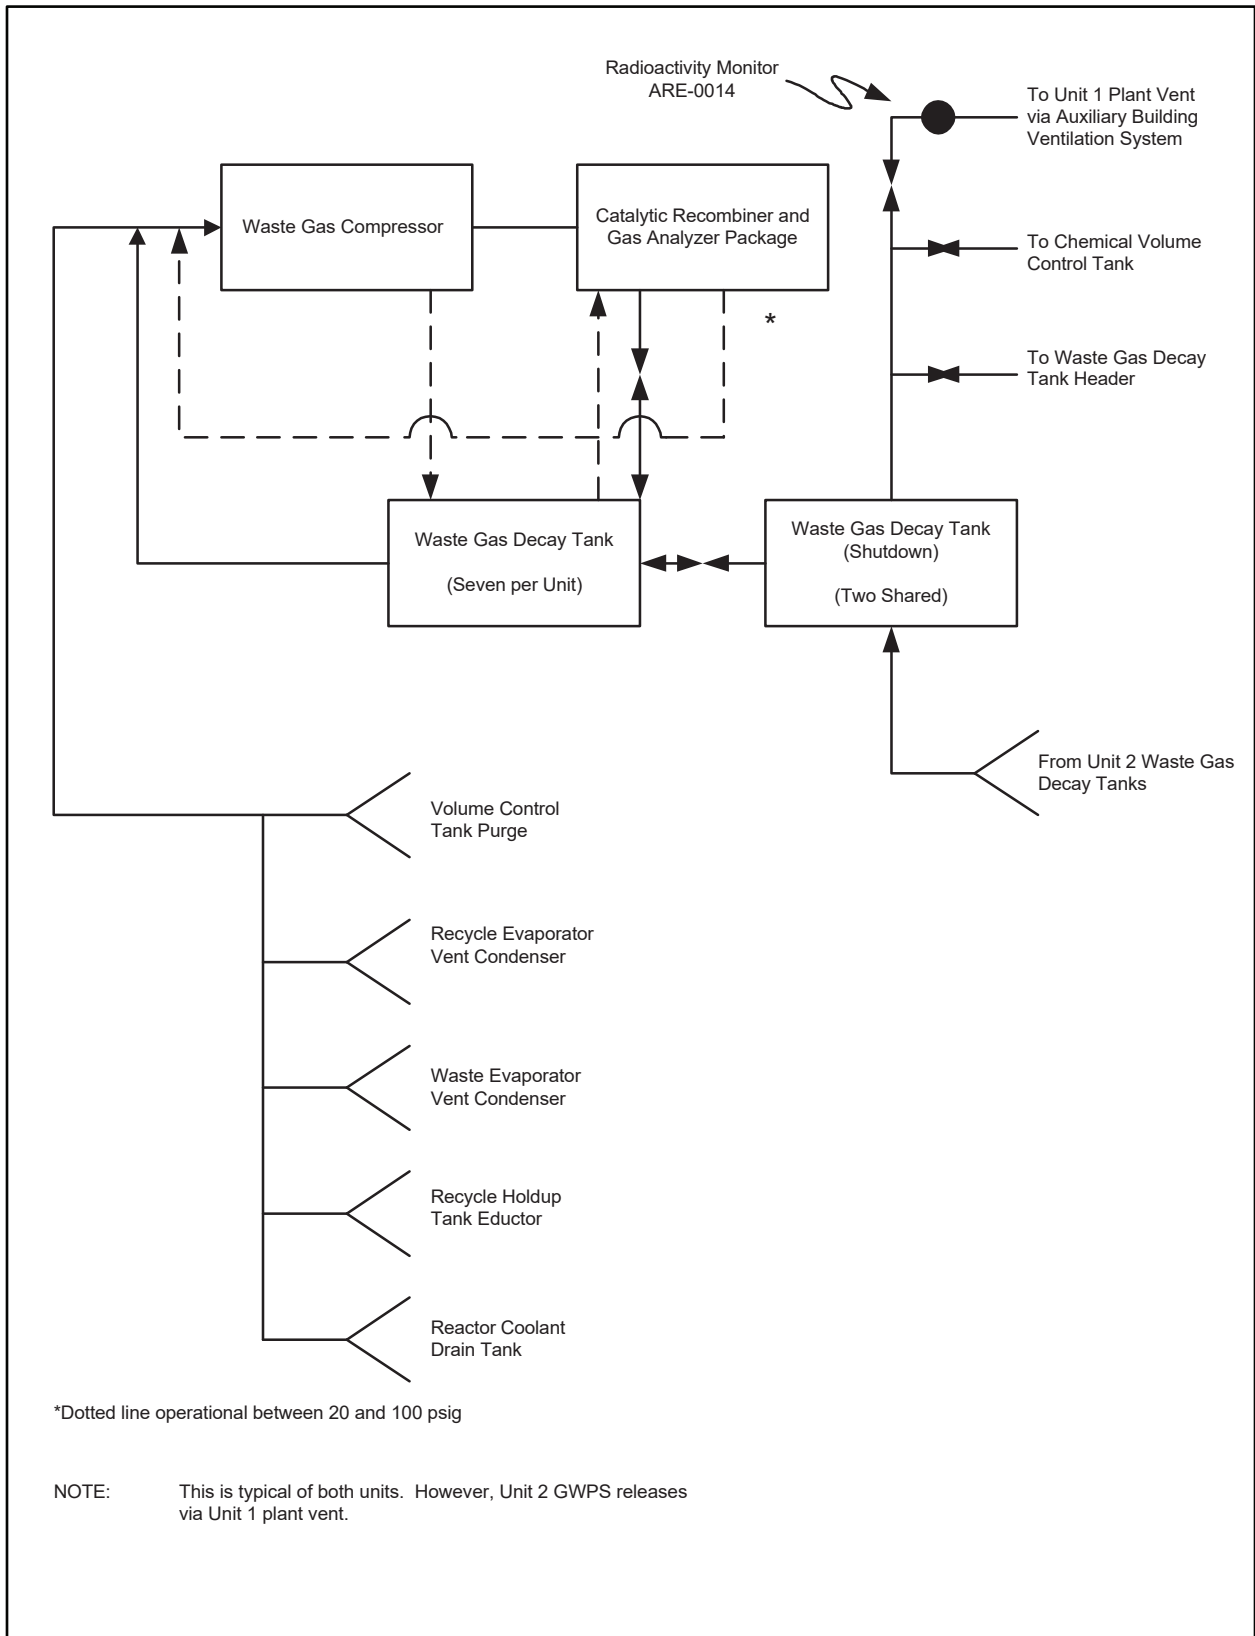 Radioactivity Monitor
ARE-0014
To Unit 1 Plant Vent
via Auxiliary Building
Ventilation System
Waste Gas Compressor
Catalytic Recombiner and
Gas Analyzer Package
To Chemical Volume
Control Tank
*
To Waste Gas Decay
Tank Header
Waste Gas Decay Tank
(Seven per Unit)
Waste Gas Decay Tank
(Shutdown)
(Two Shared)
From Unit 2 Waste Gas
Decay Tanks
Volume Control
Tank Purge
Recycle Evaporator
Vent Condenser
Waste Evaporator
Vent Condenser
Recycle Holdup
Tank Eductor
Reactor Coolant
Drain Tank
*Dotted line operational between 20 and 100 psig
NOTE: This is typical of both units. However, Unit 2 GWPS releases
via Unit 1 plant vent.